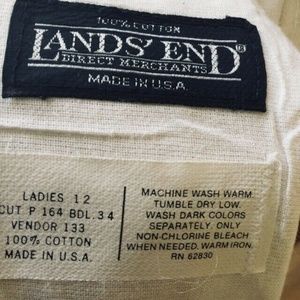 100% COTTON
LANDS' END®
DIRECT MERCHANTS
MADE IN U.S.A.
LADIES 12
CUT P 164 BDL.34
VENDOR 133
100% COTTON
MADE IN U.S.A.
MACHINE WASH WARM.
TUMBLE DRY LOW.
WASH DARK COLORS
SEPARATELY. ONLY
NON-CHLORINE BLEACH
WHEN NEEDED. WARM IRON.
RN 62830